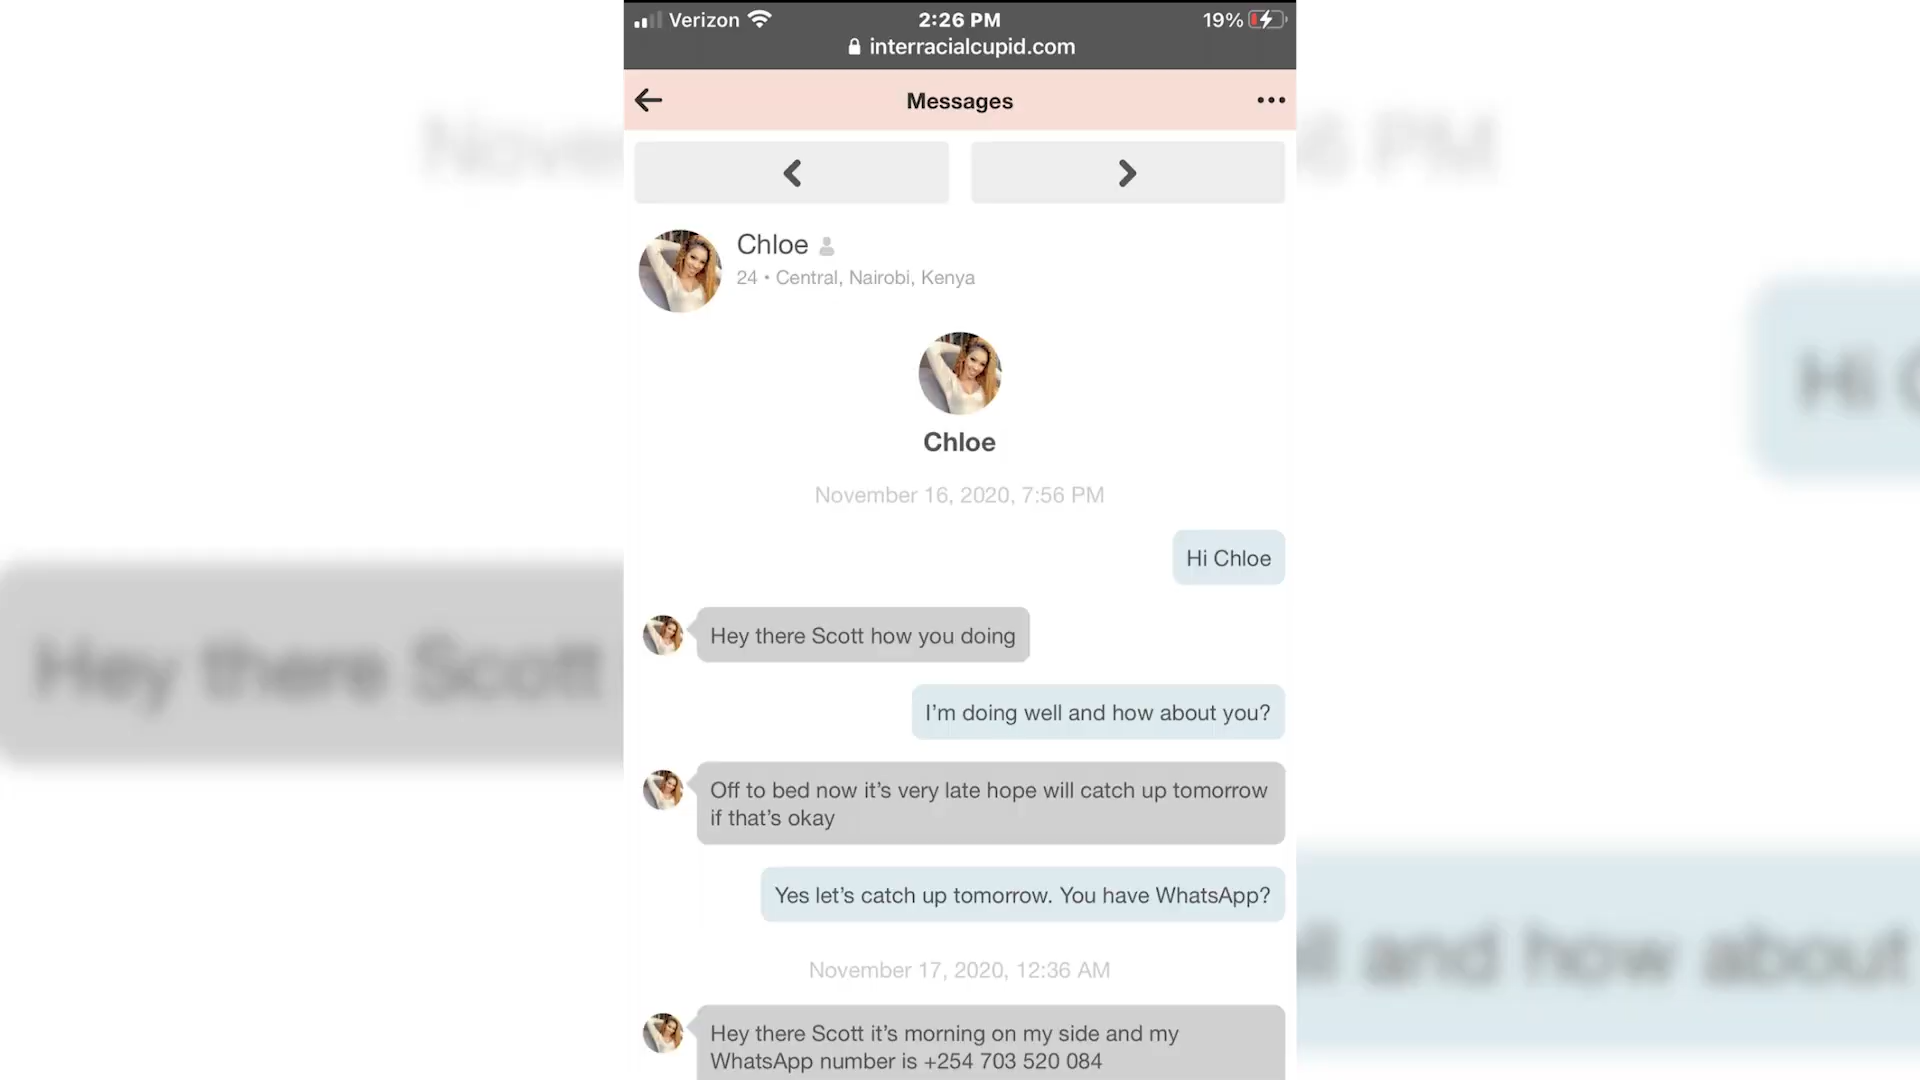 Verizon 2:26 PM 19%
interracialcupid.com
Messages
Chloe
24 • Central, Nairobi, Kenya
Chloe
November 16, 2020, 7:56 PM
Hi Chloe
Hey there Scott how you doing
I'm doing well and how about you?
Off to bed now it's very late hope will catch up tomorrow
if that's okay
Yes let's catch up tomorrow. You have WhatsApp?
November 17, 2020, 12:36 AM
Hey there Scott it's morning on my side and my
WhatsApp number is +254 703 520 084
Hey there Scott